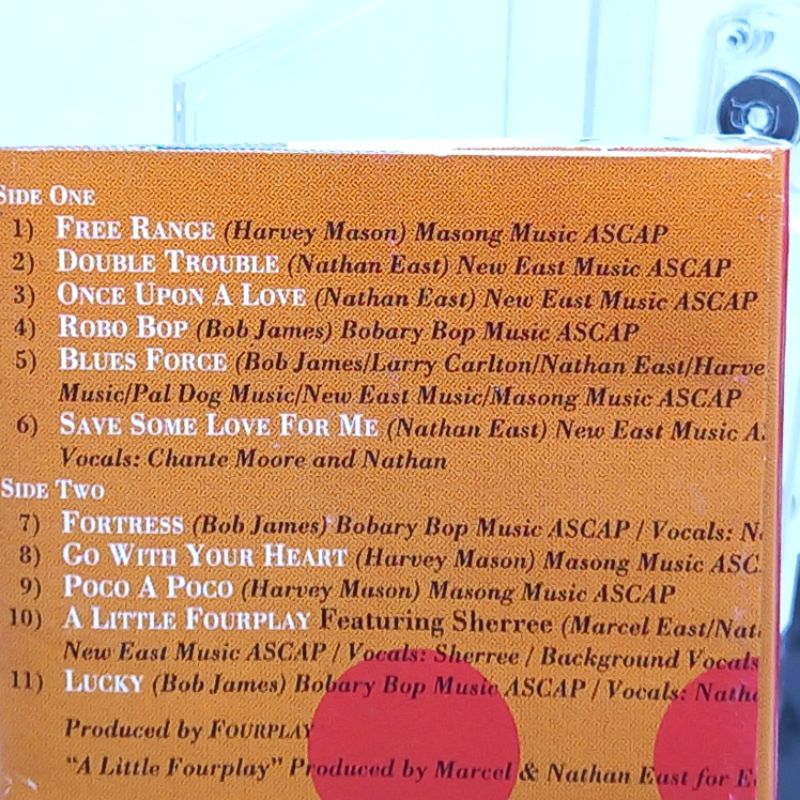 SIDE ONE
1) FREE RANGE (Harvey Mason) Masong Music ASCAP
2) DOUBLE TROUBLE (Nathan East) New East Music ASCAP
3) ONCE UPON A LOVE (Nathan East) New East Music ASCAP
4) ROBO BOP (Bob James) Bobary Bop Music ASCAP
5) BLUES FORCE (Bob James/Larry Carlton/Nathan East/Harve
Music/Pal Dog Music/New East Music/Masong Music ASCAP
6) SAVE SOME LOVE FOR ME (Nathan East) New East Music A
Vocals: Chante Moore and Nathan
SIDE TWO
7) FORTRESS (Bob James) Bobary Bop Music ASCAP / Vocals: N
8) GO WITH YOUR HEART (Harvey Mason) Masong Music ASC
9) POCO A POCO (Harvey Mason) Masong Music ASCAP
10) A LITTLE FOURPLAY Featuring Sherree (Marcel East/Nat
New East Music ASCAP / Vocals: Sherree / Background Vocals
11) LUCKY (Bob James) Bobary Bop Music ASCAP / Vocals: Nath
Produced by FOURPLAY
"A Little Fourplay" Produced by Marcel & Nathan East for E